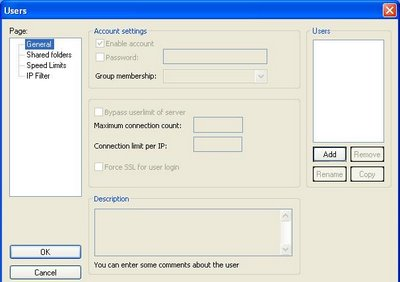 Users
Page:
General
Shared folders
Speed Limits
IP Filter
OK
Cancel
Account settings
Enable account
Password:
Group membership:
Bypass userlimit of server
Maximum connection count:
Connection limit per IP:
Force SSL for user login
Description
You can enter some comments about the user
Users
Add
Remove
Rename
Copy